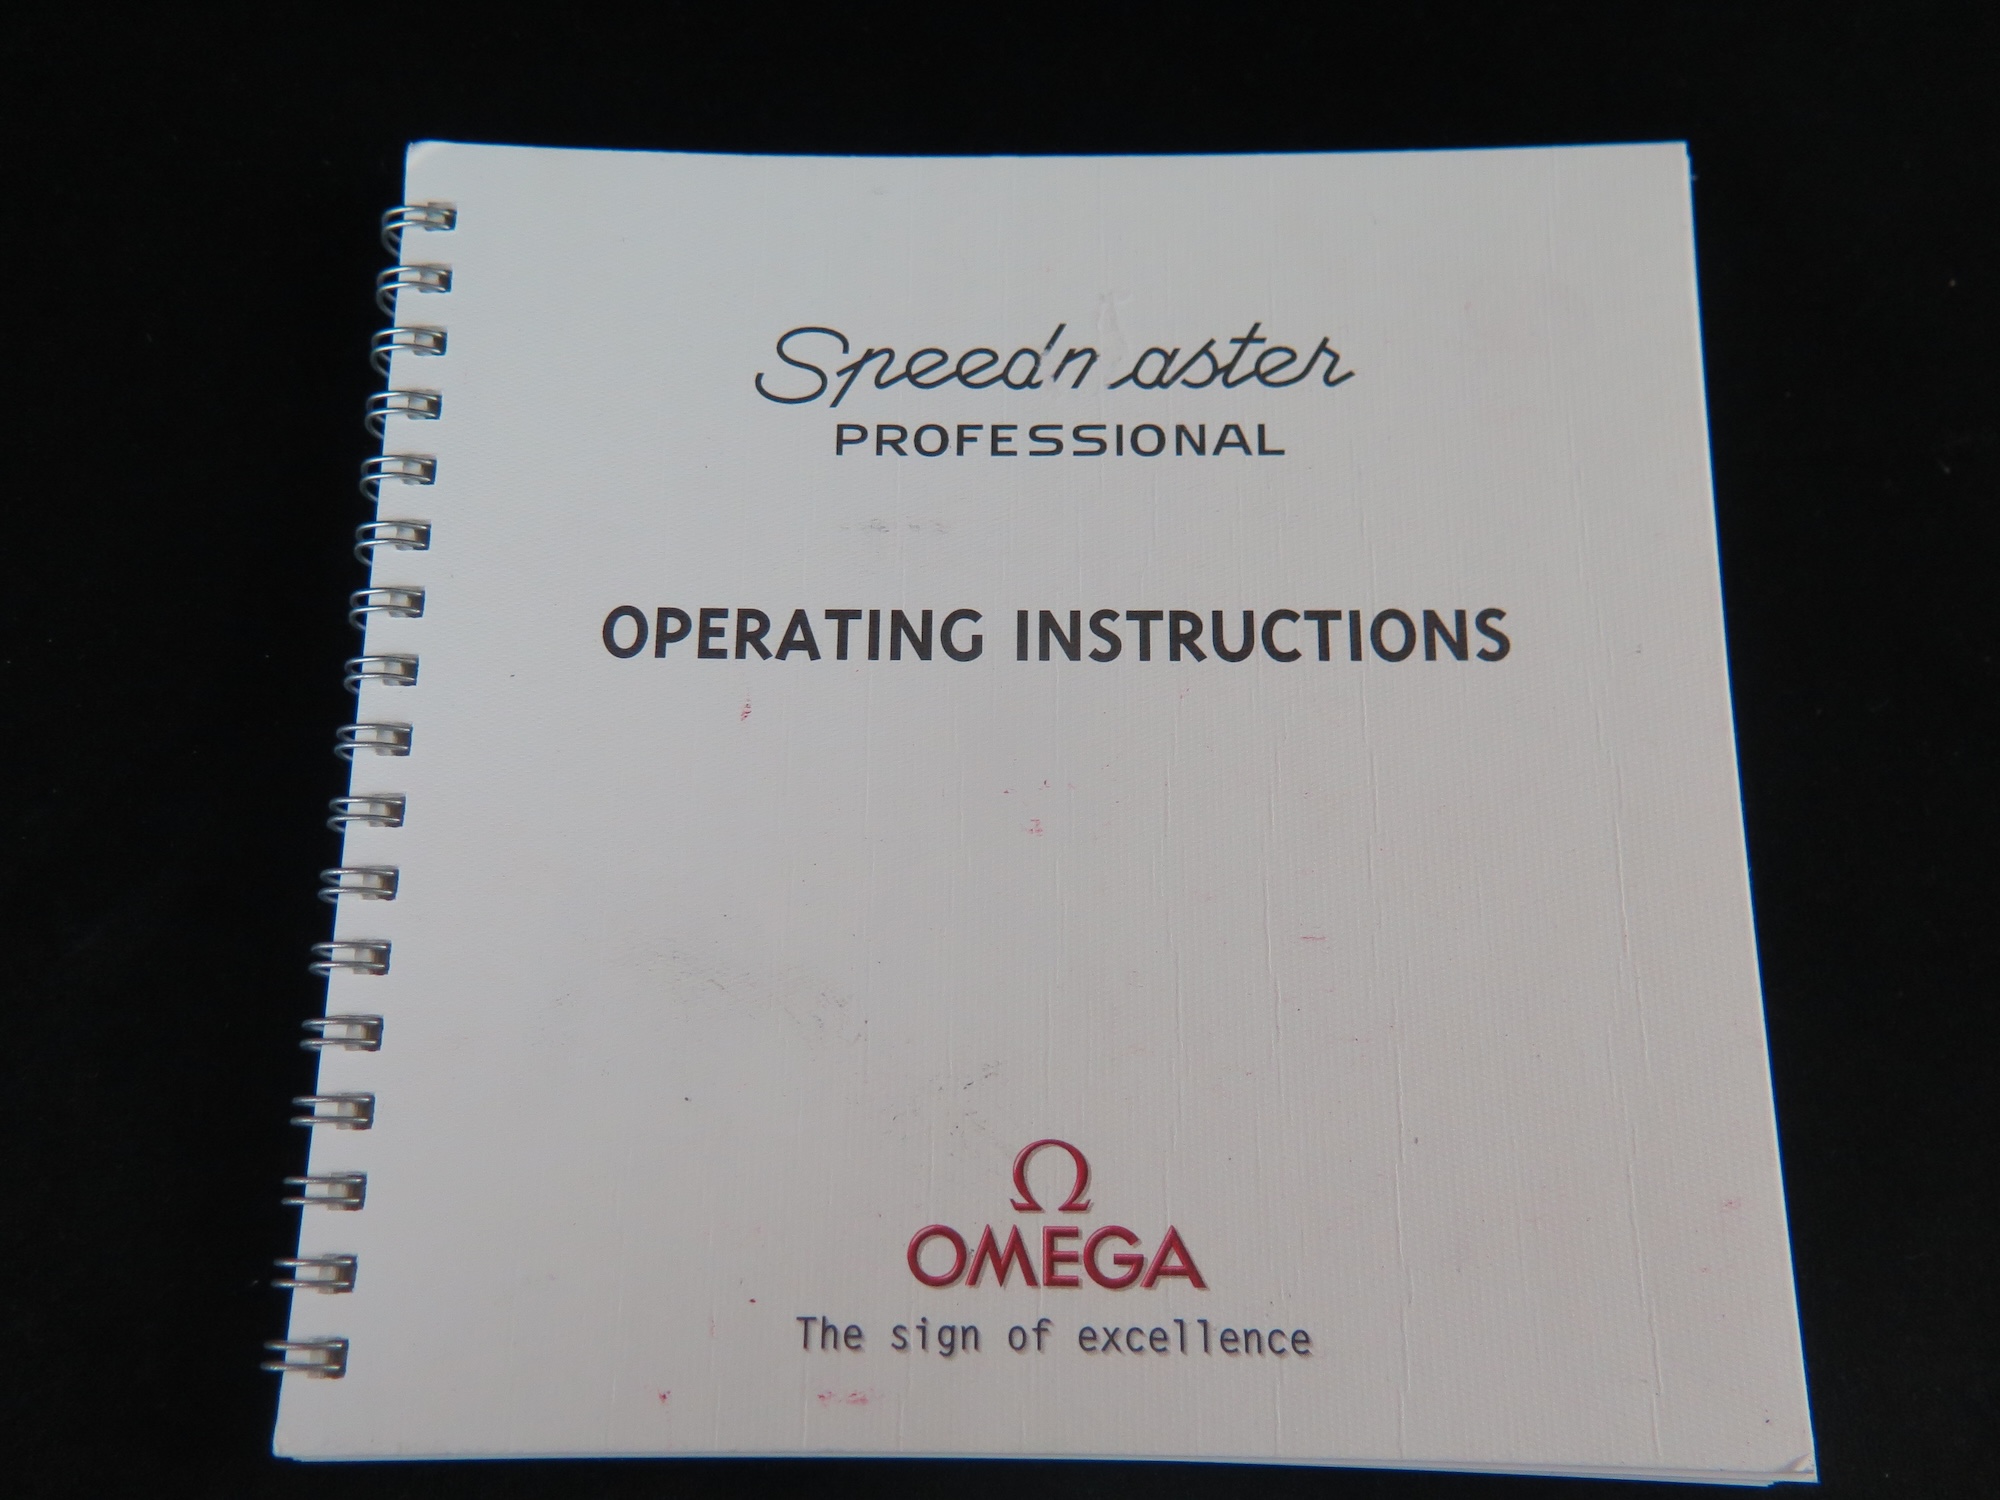 Speedmaster
PROFESSIONAL
OPERATING INSTRUCTIONS
Ω
OMEGA
The sign of excellence